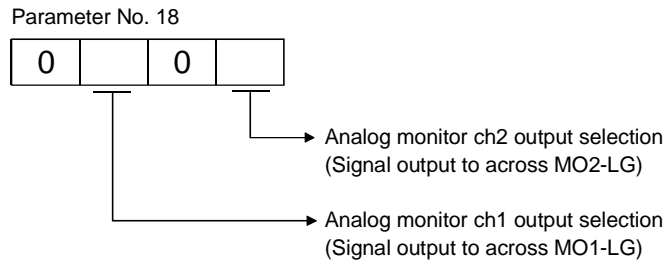 Parameter No. 18
0 0
Analog monitor ch2 output selection
(Signal output to across MO2-LG)
Analog monitor ch1 output selection
(Signal output to across MO1-LG)